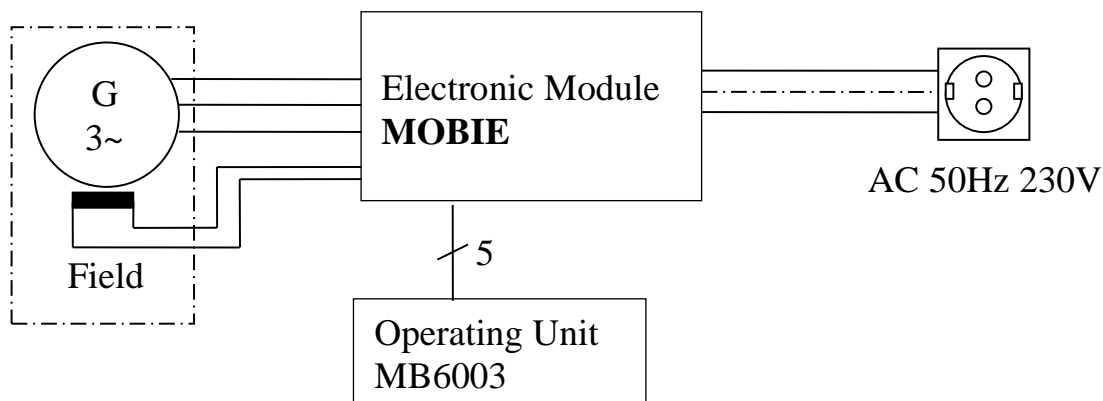 G
3~
Field
Electronic Module
MOBIE
AC 50Hz 230V
5
Operating Unit
MB6003